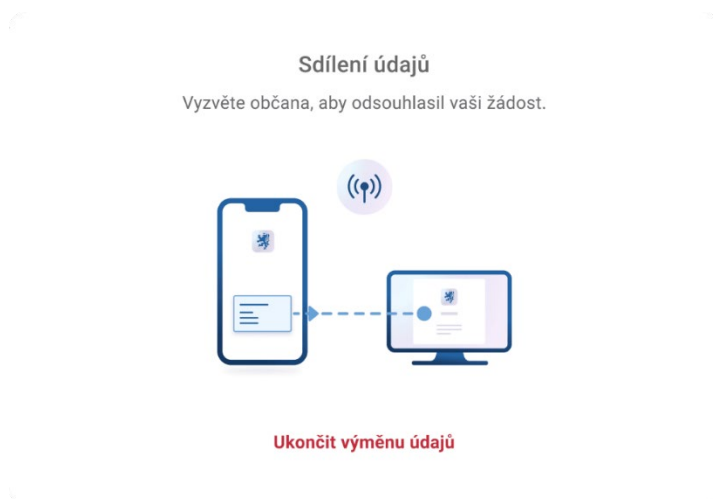 Sdílení údajů
Vyzvěte občana, aby odsouhlasil vaši žádost.
Ukončit výměnu údajů